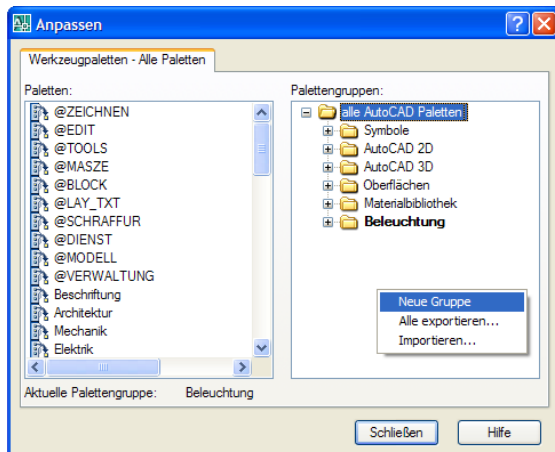 Anpassen
Werkzeugpaletten - Alle Paletten
Paletten:
@ZEICHNEN
@EDIT
@TOOLS
@MASZE
@BLOCK
@LAY_TXT
@SCHRAFFUR
@DIENST
@MODELL
@VERWALTUNG
Beschriftung
Architektur
Mechanik
Elektrik
Palettengruppen:
alle AutoCAD Paletten
Symbole
AutoCAD 2D
AutoCAD 3D
Oberflächen
Materialbibliothek
Beleuchtung
Neue Gruppe
Alle exportieren...
Importieren...
Aktuelle Palettengruppe: Beleuchtung
Schließen Hilfe